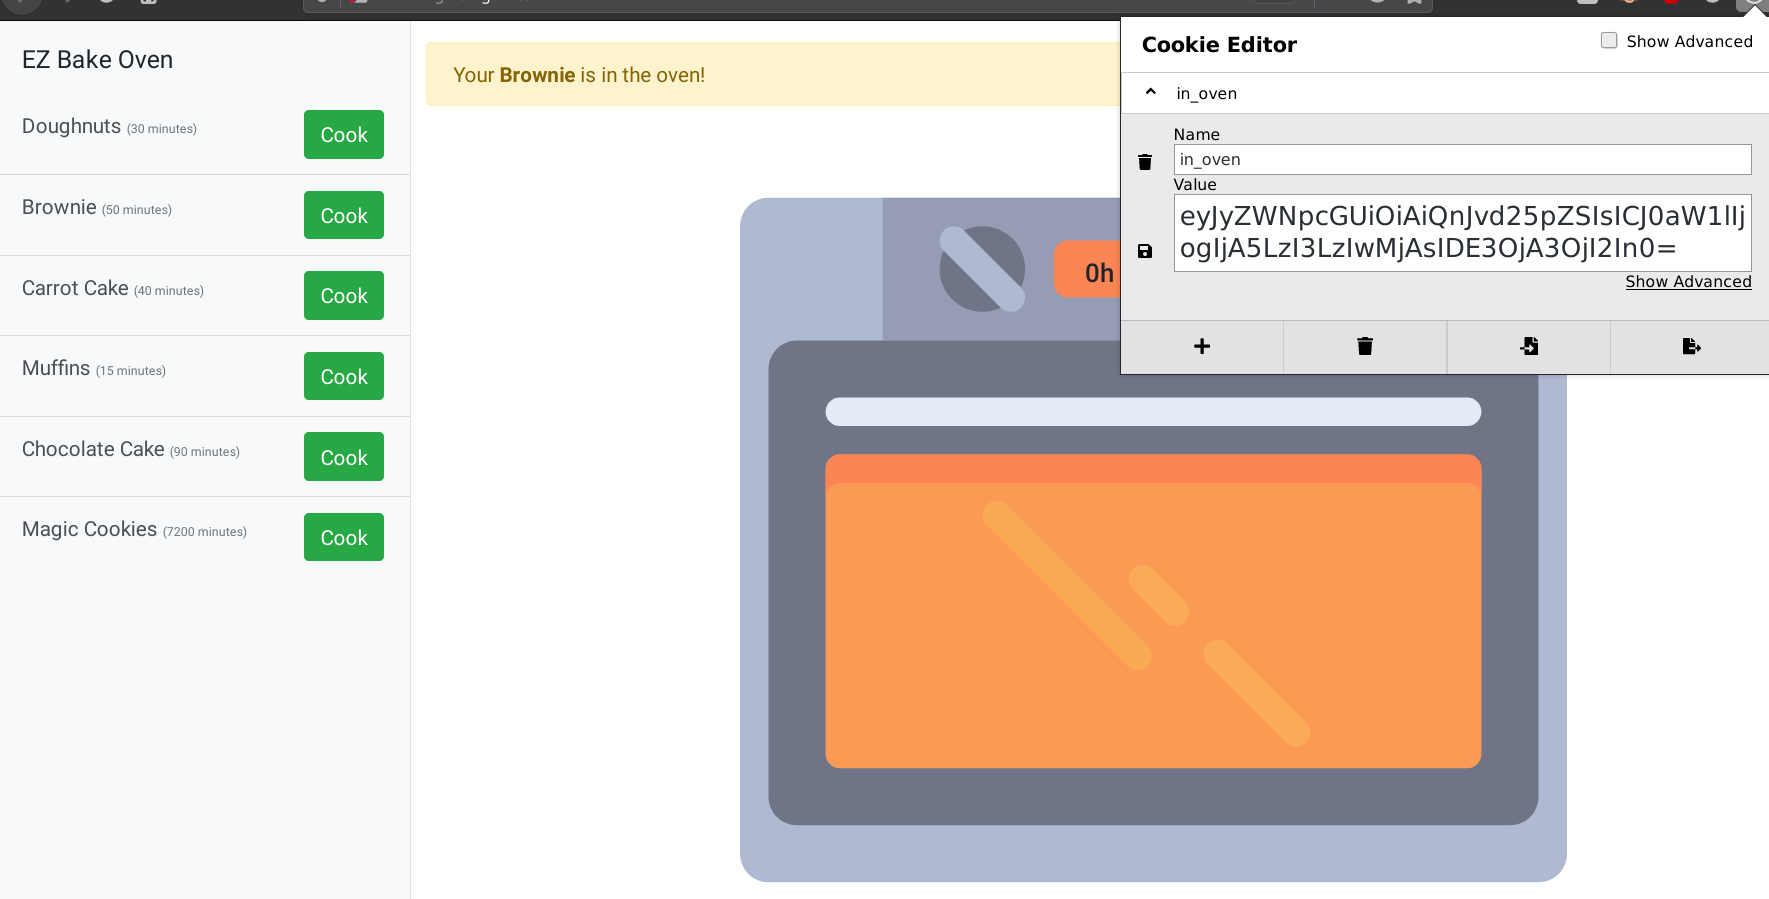 EZ Bake Oven
Doughnuts (30 minutes)
Cook
Brownie (50 minutes)
Cook
Carrot Cake (40 minutes)
Cook
Muffins (15 minutes)
Cook
Chocolate Cake (90 minutes)
Cook
Magic Cookies (7200 minutes)
Cook
Your Brownie is in the oven!
0h
Cookie Editor
Show Advanced
in_oven
Name
in_oven
Value
eyJyZWNpcGUiOiAiQnJvd25pZSIsICJ0aW1lIj
ogIjA5LzI3LzIwMjAsIDE3OjA3OjI2In0=
Show Advanced